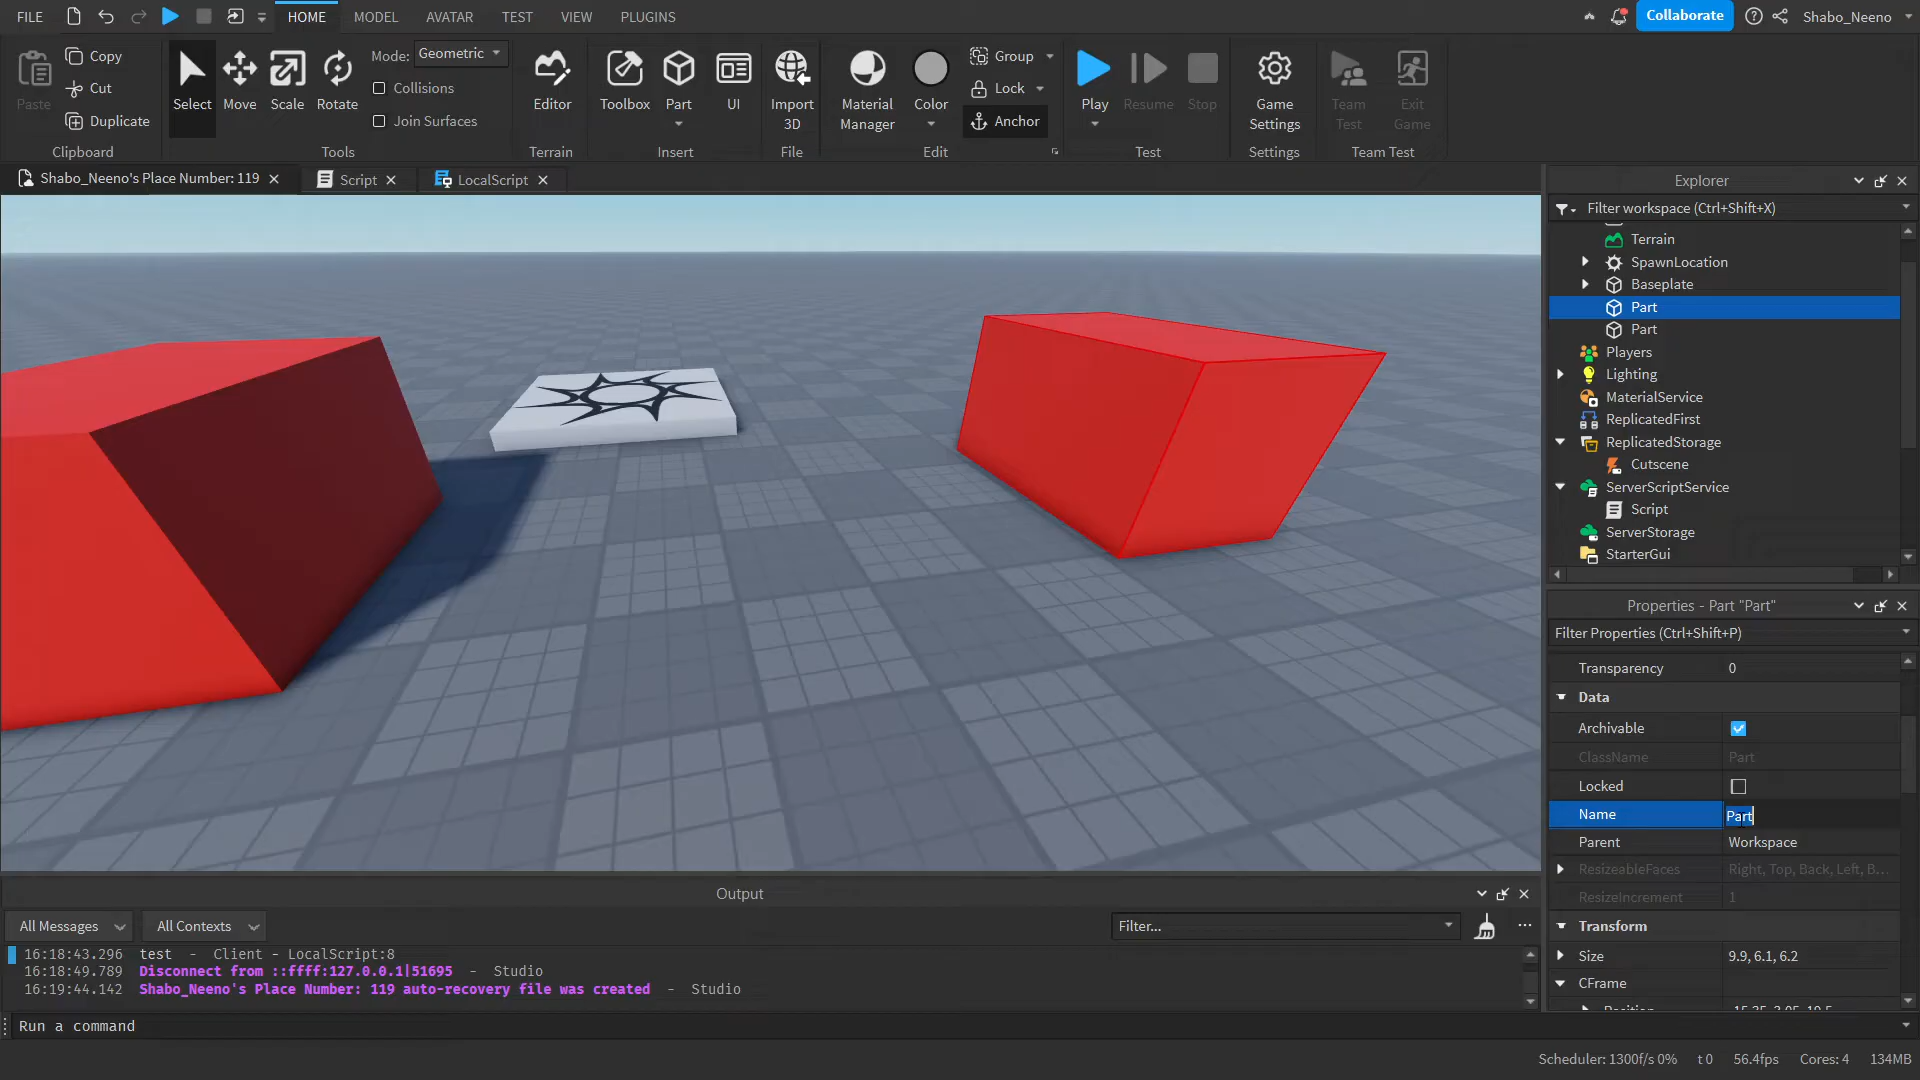 FILE
HOME
MODEL
AVATAR
TEST
VIEW
PLUGINS
Collaborate
Shabo_Neeno
Paste
Copy
Cut
Duplicate
Clipboard
Select
Move
Scale
Rotate
Mode:
Geometric
Collisions
Join Surfaces
Tools
Editor
Terrain
Toolbox
Part
UI
Insert
Import
3D
File
Material
Manager
Color
Group
Lock
Anchor
Edit
Play
Resume
Stop
Test
Game
Settings
Settings
Team
Test
Exit
Game
Team Test
Shabo_Neeno's Place Number: 119
Script
LocalScript
Explorer
Filter workspace (Ctrl+Shift+X)
Terrain
SpawnLocation
Baseplate
Part
Part
Players
Lighting
MaterialService
ReplicatedFirst
ReplicatedStorage
Cutscene
ServerScriptService
Script
ServerStorage
StarterGui
Properties - Part "Part"
Filter Properties (Ctrl+Shift+P)
Transparency 0
Data
Archivable
ClassName Part
Locked
Name Part
Parent Workspace
ResizeableFaces Right, Top, Back, Left, B...
ResizeIncrement 1
Transform
Size 9.9, 6.1, 6.2
CFrame
Output
All Messages
All Contexts
Filter...
16:18:43.296 test - Client - LocalScript:8
16:18:49.789 Disconnect from ::ffff:127.0.0.1|51695 - Studio
16:19:44.142 Shabo_Neeno's Place Number: 119 auto-recovery file was created - Studio
Run a command
Scheduler: 1300f/s 0% t 0 56.4fps Cores: 4 134MB